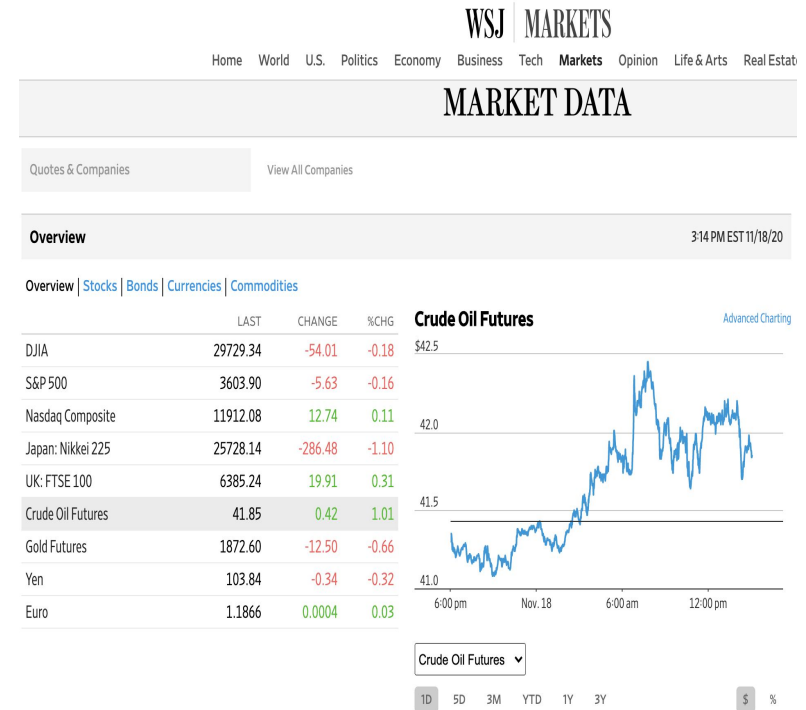 WSJ | MARKETS
Home World U.S. Politics Economy Business Tech Markets Opinion Life & Arts Real Estat
MARKET DATA
Quotes & Companies View All Companies
Overview 3:14 PM EST 11/18/20
Overview | Stocks | Bonds | Currencies | Commodities
LAST CHANGE %CHG
DJIA 29729.34 -54.01 -0.18
S&P 500 3603.90 -5.63 -0.16
Nasdaq Composite 11912.08 12.74 0.11
Japan: Nikkei 225 25728.14 -286.48 -1.10
UK: FTSE 100 6385.24 19.91 0.31
Crude Oil Futures 41.85 0.42 1.01
Gold Futures 1872.60 -12.50 -0.66
Yen 103.84 -0.34 -0.32
Euro 1.1866 0.0004 0.03
Crude Oil Futures Advanced Charting
$42.5
42.0
41.5
41.0
6:00 pm Nov. 18 6:00 am 12:00 pm
Crude Oil Futures
1D 5D 3M YTD 1Y 3Y $ %